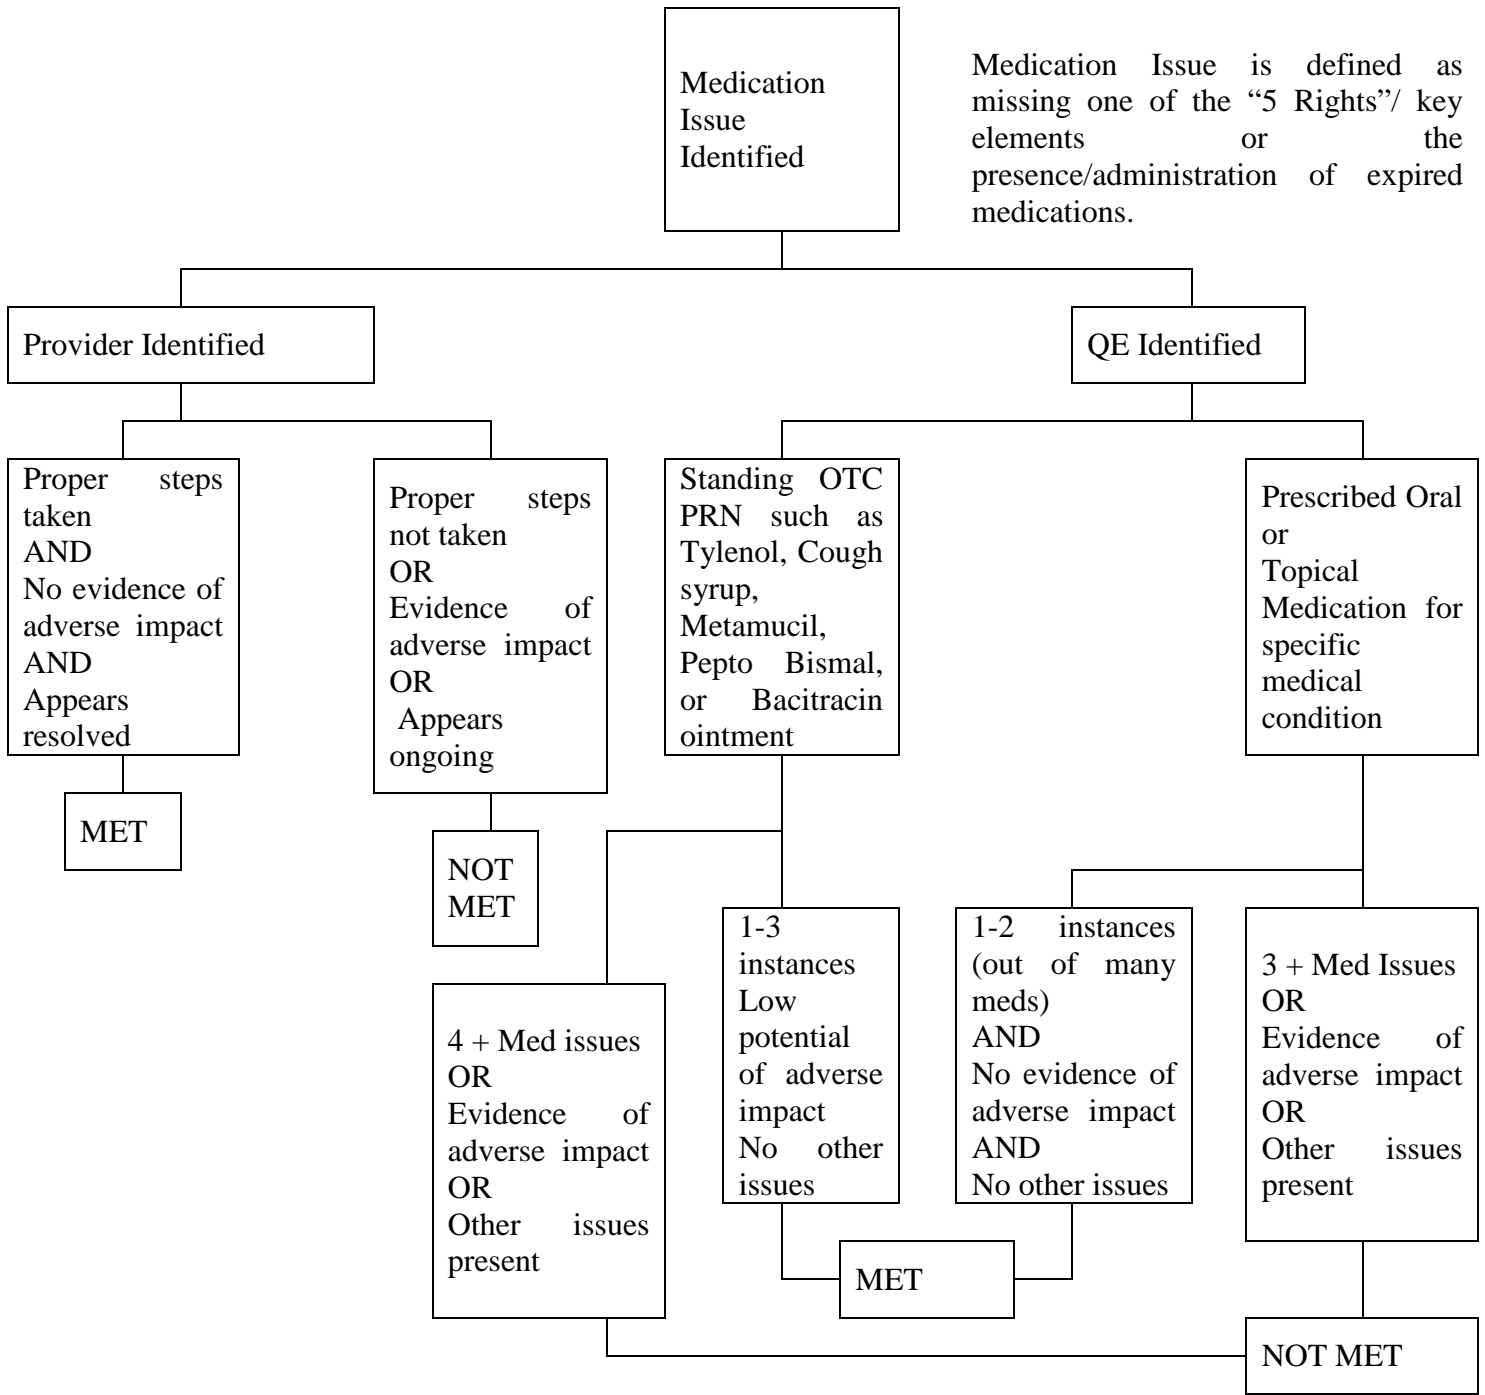 Medication
Issue
Identified
Medication Issue is defined as
missing one of the “5 Rights”/ key
elements or the
presence/administration of expired
medications.
Provider Identified
QE Identified
Proper steps
taken
AND
No evidence of
adverse impact
AND
Appears
resolved
Proper steps
not taken
OR
Evidence of
adverse impact
OR
Appears
ongoing
Standing OTC
PRN such as
Tylenol, Cough
syrup,
Metamucil,
Pepto Bismal,
or Bacitracin
ointment
Prescribed Oral
or
Topical
Medication for
specific
medical
condition
MET
NOT
MET
4 + Med issues
OR
Evidence of
adverse impact
OR
Other issues
present
1-3
instances
Low
potential
of adverse
impact
No other
issues
1-2 instances
(out of many
meds)
AND
No evidence of
adverse impact
AND
No other issues
3 + Med Issues
OR
Evidence of
adverse impact
OR
Other issues
present
MET
NOT MET